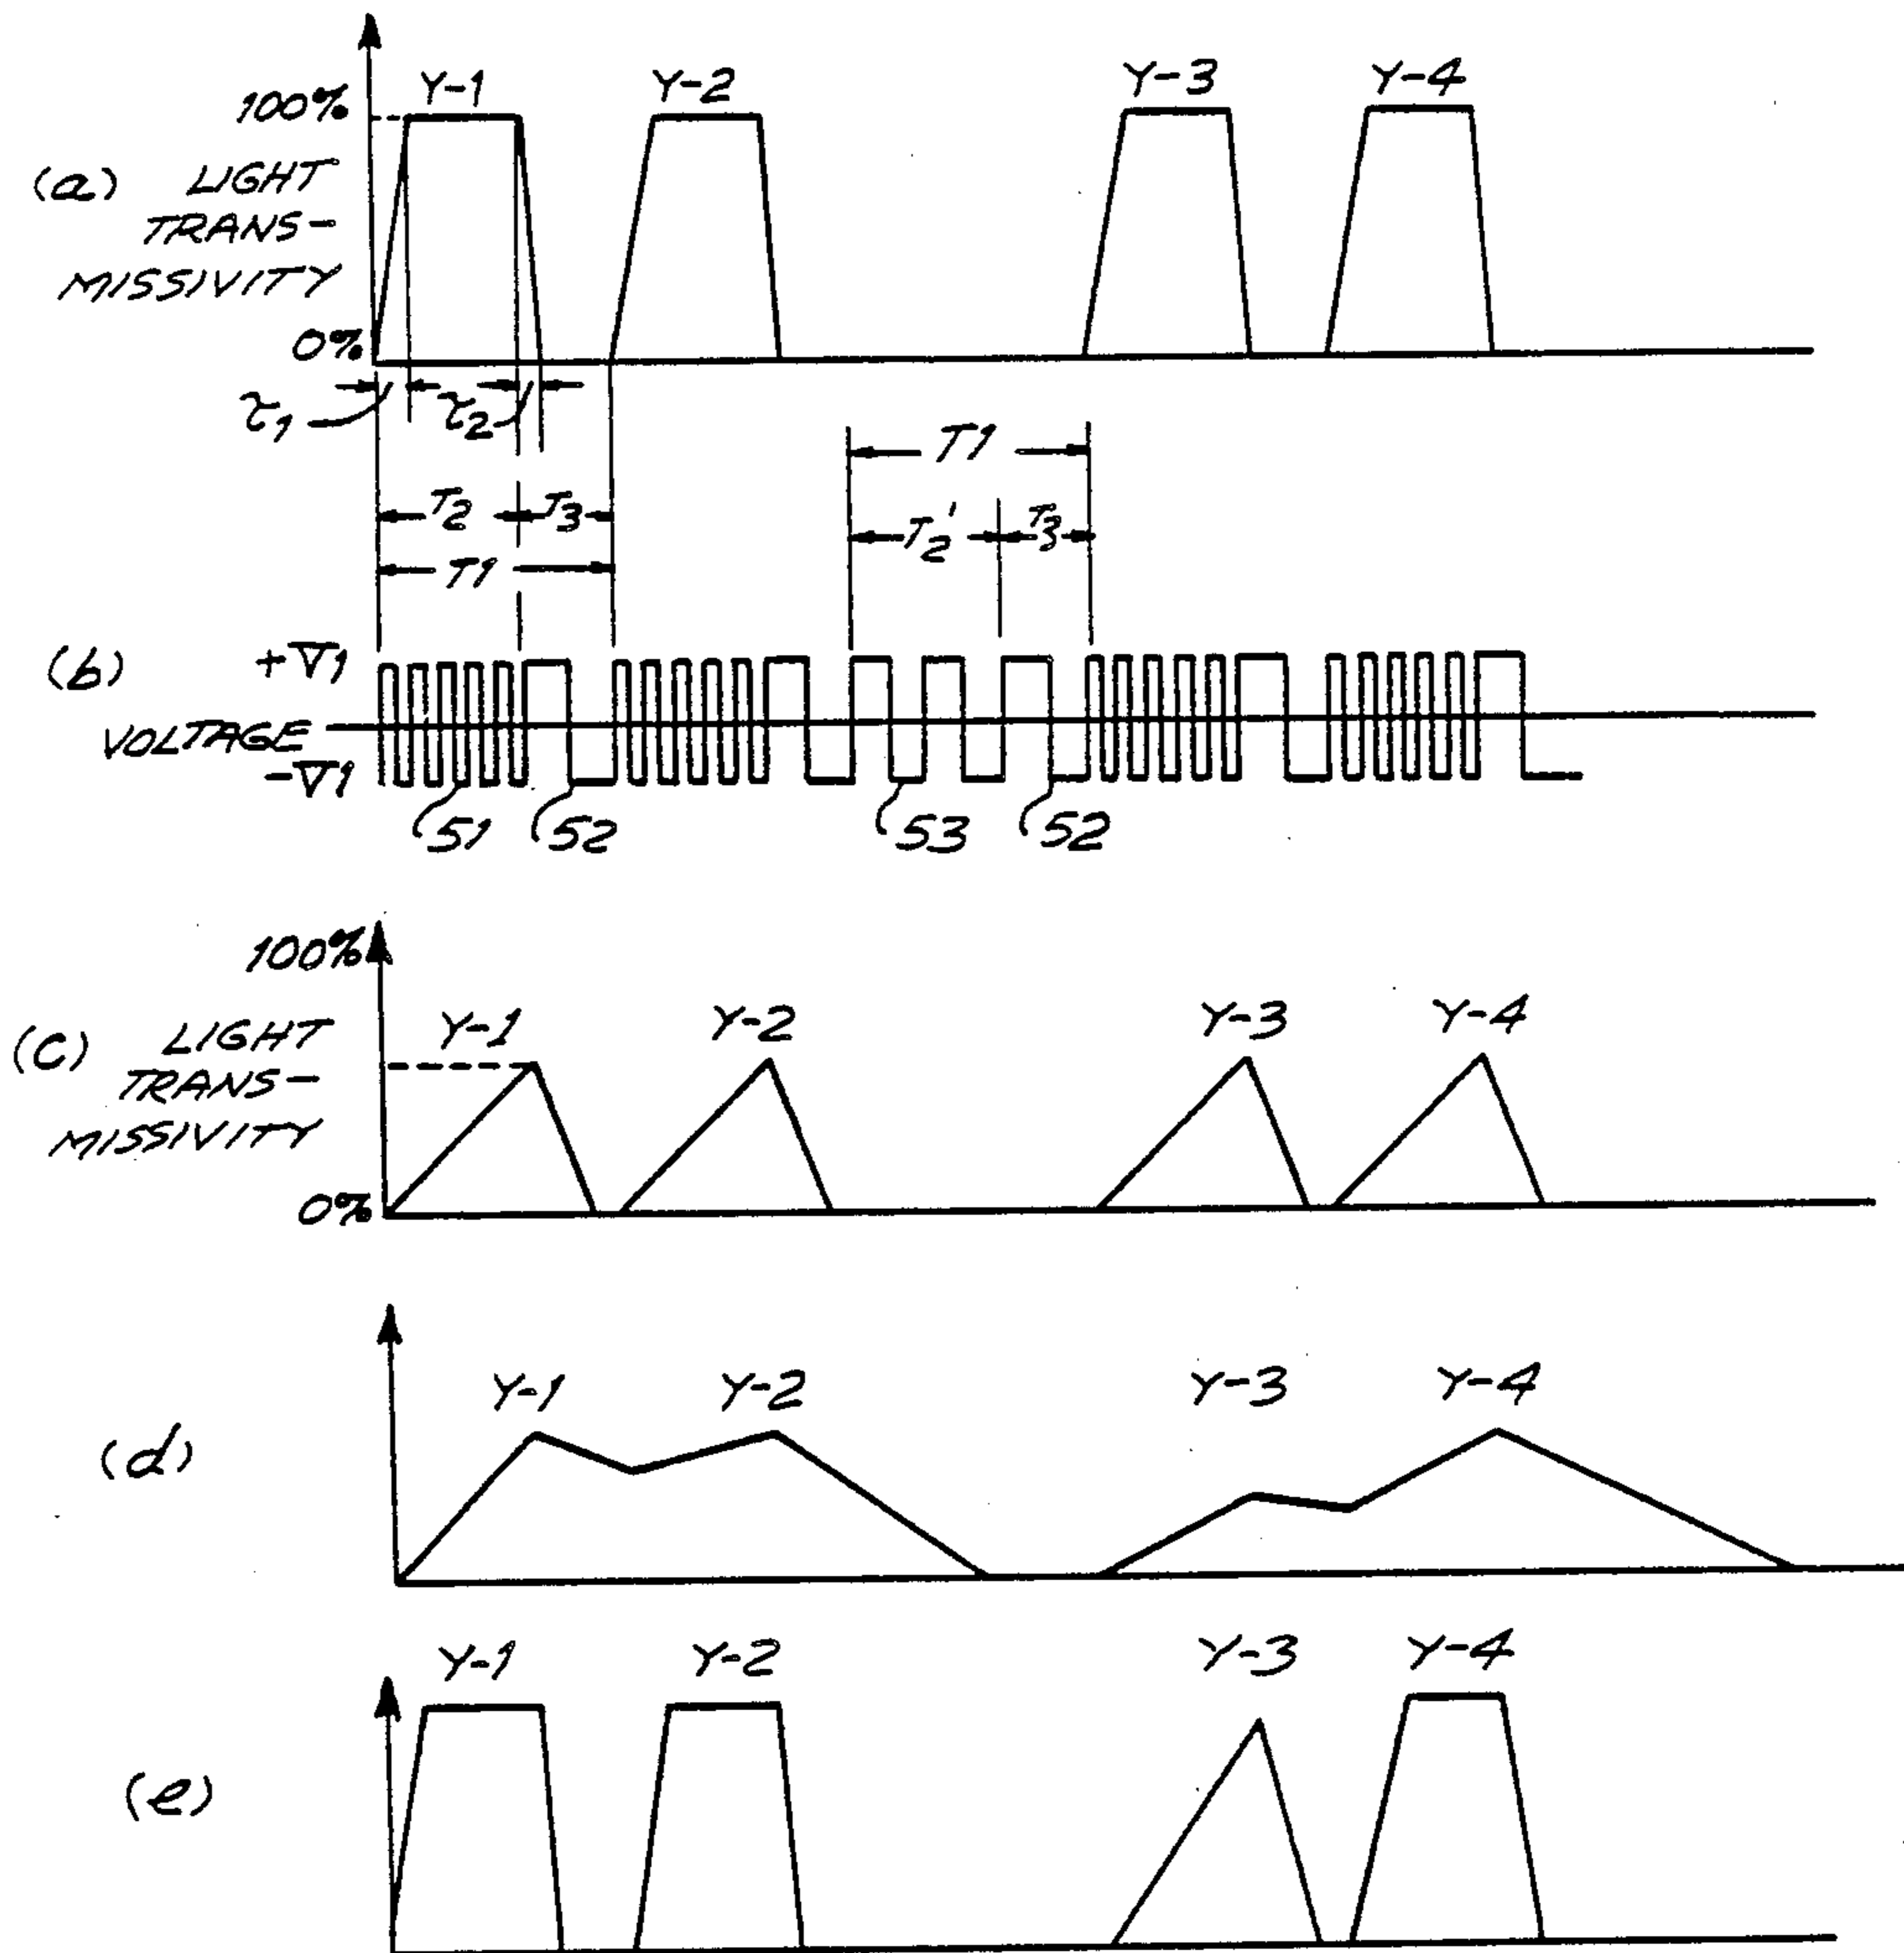 Y-1 Y-2 Y-3 Y-4
100%
(a) LIGHT
TRANS-
MISSIVITY
0%
τ1 τ2
T1
T2 T3
T2' T3
T1
(b) +V1
VOLTAGE
-V1
51 52 53 52
100%
Y-1 Y-2 Y-3 Y-4
(c) LIGHT
TRANS-
MISSIVITY
0%
Y-1 Y-2 Y-3 Y-4
(d)
Y-1 Y-2 Y-3 Y-4
(e)